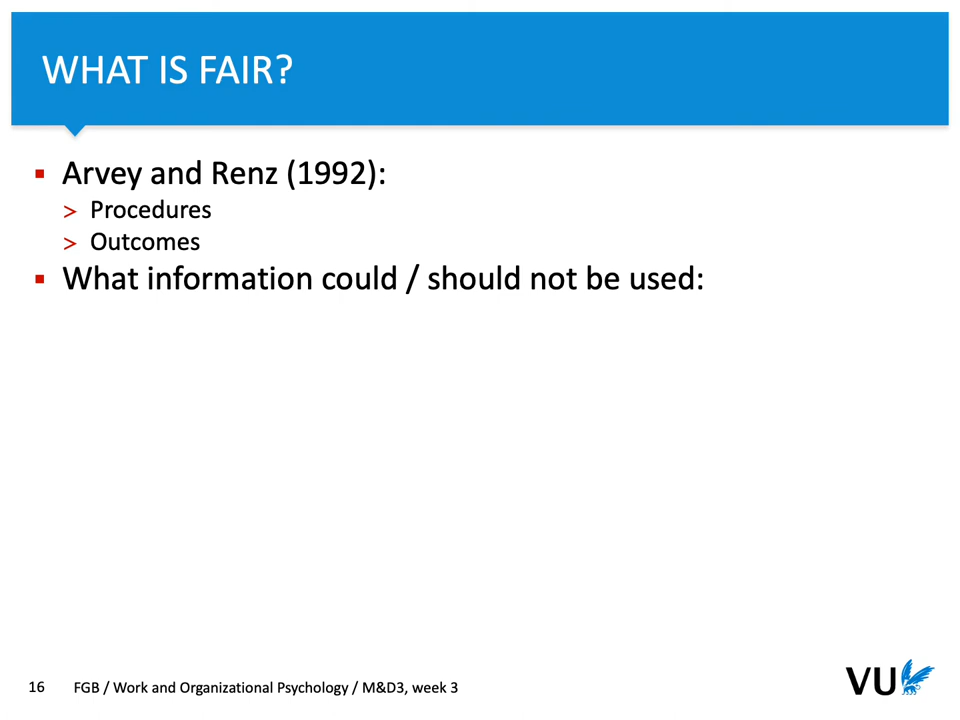 WHAT IS FAIR?
▪ Arvey and Renz (1992):
> Procedures
> Outcomes
▪ What information could / should not be used:
16 FGB / Work and Organizational Psychology / M&D3, week 3
VU